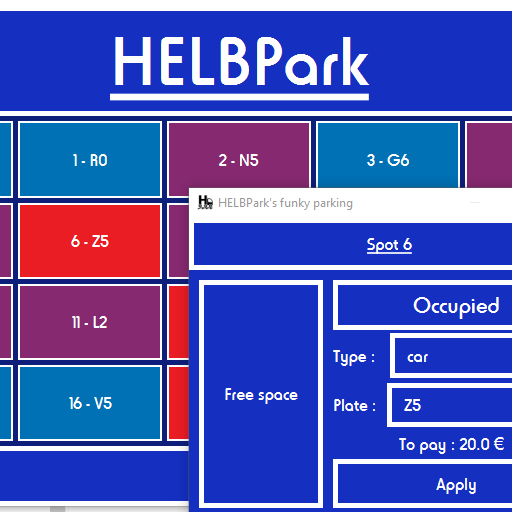 HELBPark
1 - R0
2 - N5
3 - G6
HELBPark's funky parking
6 - Z5
Spot 6
Occupied
11 - L2
Type :
car
Free space
16 - V5
Plate :
Z5
To pay : 20.0 €
Apply